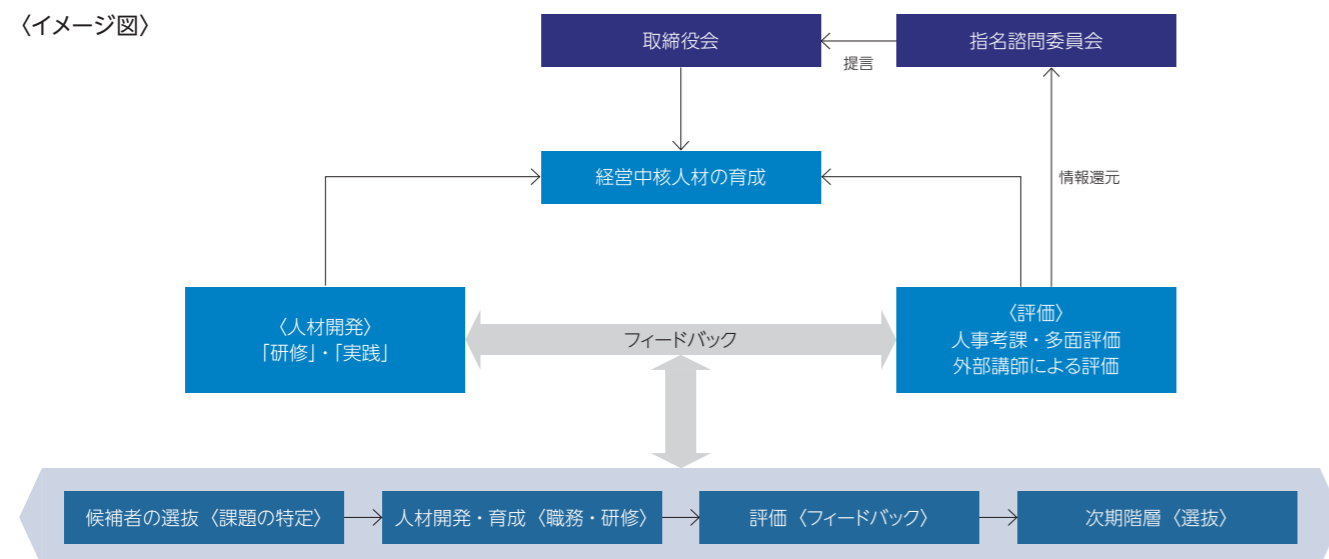 〈イメージ図〉
取締役会
指名諮問委員会
提言
経営中核人材の育成
情報還元
〈人材開発〉
「研修」・「実践」
フィードバック
〈評価〉
人事考課・多面評価
外部講師による評価
候補者の選抜〈課題の特定〉
人材開発・育成〈職務・研修〉
評価〈フィードバック〉
次期階層〈選抜〉